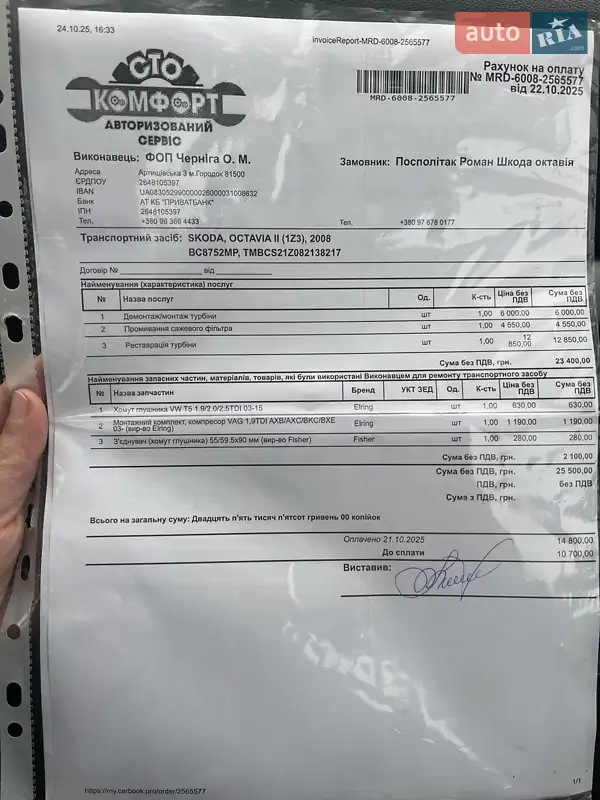 24.10.25, 16:33
InvoiceReport-MRD-6008-2565577
auto RIA .com
СТО
КОМФОРТ
АВТОРИЗОВАНИЙ
СЕРВІС
MRD-6008-2565577
Рахунок на оплату
№ MRD-6008-2565577
від 22.10.2025
Виконавець: ФОП Черніга О. М.
Замовник: Посполітак Роман Шкода октавія
Адреса Артищівська 3 м.Городок 81500
ЄРДПОУ 2648105397
IBAN UA083052990000026000031008632
Банк АТ КБ "ПРИВАТБАНК"
ІПН 2648105397
Тел. +380 96 366 4433
Тел. +380 97 678 0177
Транспортний засіб: SKODA, OCTAVIA II (1Z3), 2008
BC8752MP, TMBCS21Z082138217
Договір № від
Найменування (характеристика) послуг
№ Назва послуг Од. К-сть Ціна без ПДВ Сума без ПДВ
1 Демонтаж/монтаж турбіни шт 1,00 6 000,00 6 000,00
2 Промивання сажевого фільтра шт 1,00 4 550,00 4 550,00
3 Реставрація турбіни шт 1,00 12 850,00 12 850,00
Сума без ПДВ, грн. 23 400,00
Найменування запасних частин, матеріалів, товарів, які були використані Виконавцем для ремонту транспортного засобу
№ Назва запчастин Бренд УКТ ЗЕД Од. К-сть Ціна без ПДВ Сума без ПДВ
1 Хомут глушника VW T5 1.9/2.0/2.5TDI 03-15 Elring шт 1,00 630,00 630,00
2 Монтажний комплект, компресор VAG 1,9TDI AXB/AXC/BKC/BXE 03- (вир-во Elring) Elring шт 1,00 1 190,00 1 190,00
3 З'єднувач (хомут глушника) 55/59.5x90 мм (вир-во Fisher) Fisher шт 1,00 280,00 280,00
Сума без ПДВ, грн. 2 100,00
Сума без ПДВ, грн. 25 500,00
ПДВ, грн. без ПДВ
Сума з ПДВ, грн.
Всього на загальну суму: Двадцять п'ять тисяч п'ятсот гривень 00 копійок
Оплачено 21.10.2025 14 800,00
До сплати 10 700,00
Виставив:
https://my.carbook.pro/order/2565577
1/1